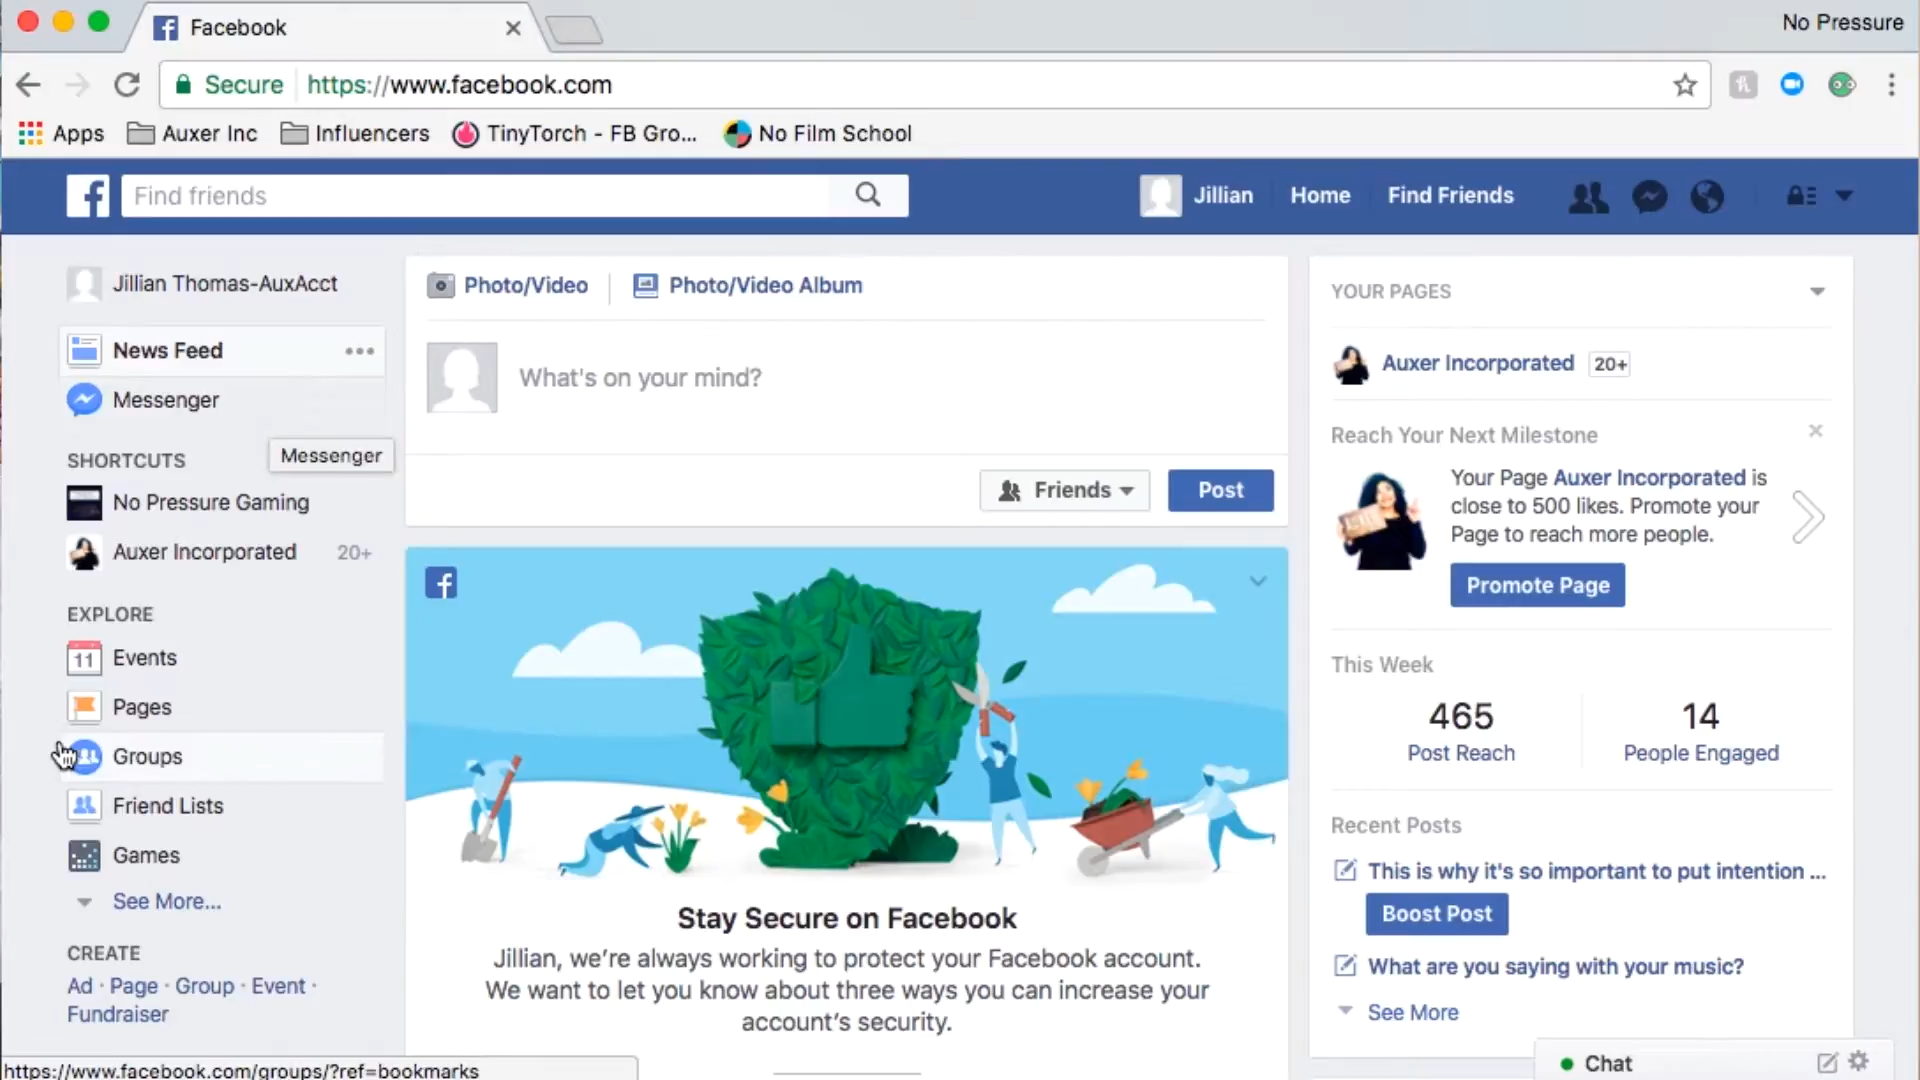 Facebook
No Pressure
Secure
https://www.facebook.com
Apps
Auxer Inc
Influencers
TinyTorch - FB Gro...
No Film School
Find friends
Jillian
Home
Find Friends
Jillian Thomas-AuxAcct
News Feed
Messenger
SHORTCUTS
Messenger
No Pressure Gaming
Auxer Incorporated 20+
EXPLORE
11
Events
Pages
Groups
Friend Lists
Games
See More...
CREATE
Ad · Page · Group · Event ·
Fundraiser
https://www.facebook.com/groups/?ref=bookmarks
Photo/Video
Photo/Video Album
What's on your mind?
Friends
Post
Stay Secure on Facebook
Jillian, we're always working to protect your Facebook account.
We want to let you know about three ways you can increase your
account's security.
YOUR PAGES
Auxer Incorporated 20+
Reach Your Next Milestone
Your Page Auxer Incorporated is
close to 500 likes. Promote your
Page to reach more people.
Promote Page
This Week
465
Post Reach
14
People Engaged
Recent Posts
This is why it's so important to put intention ...
Boost Post
What are you saying with your music?
See More
Chat